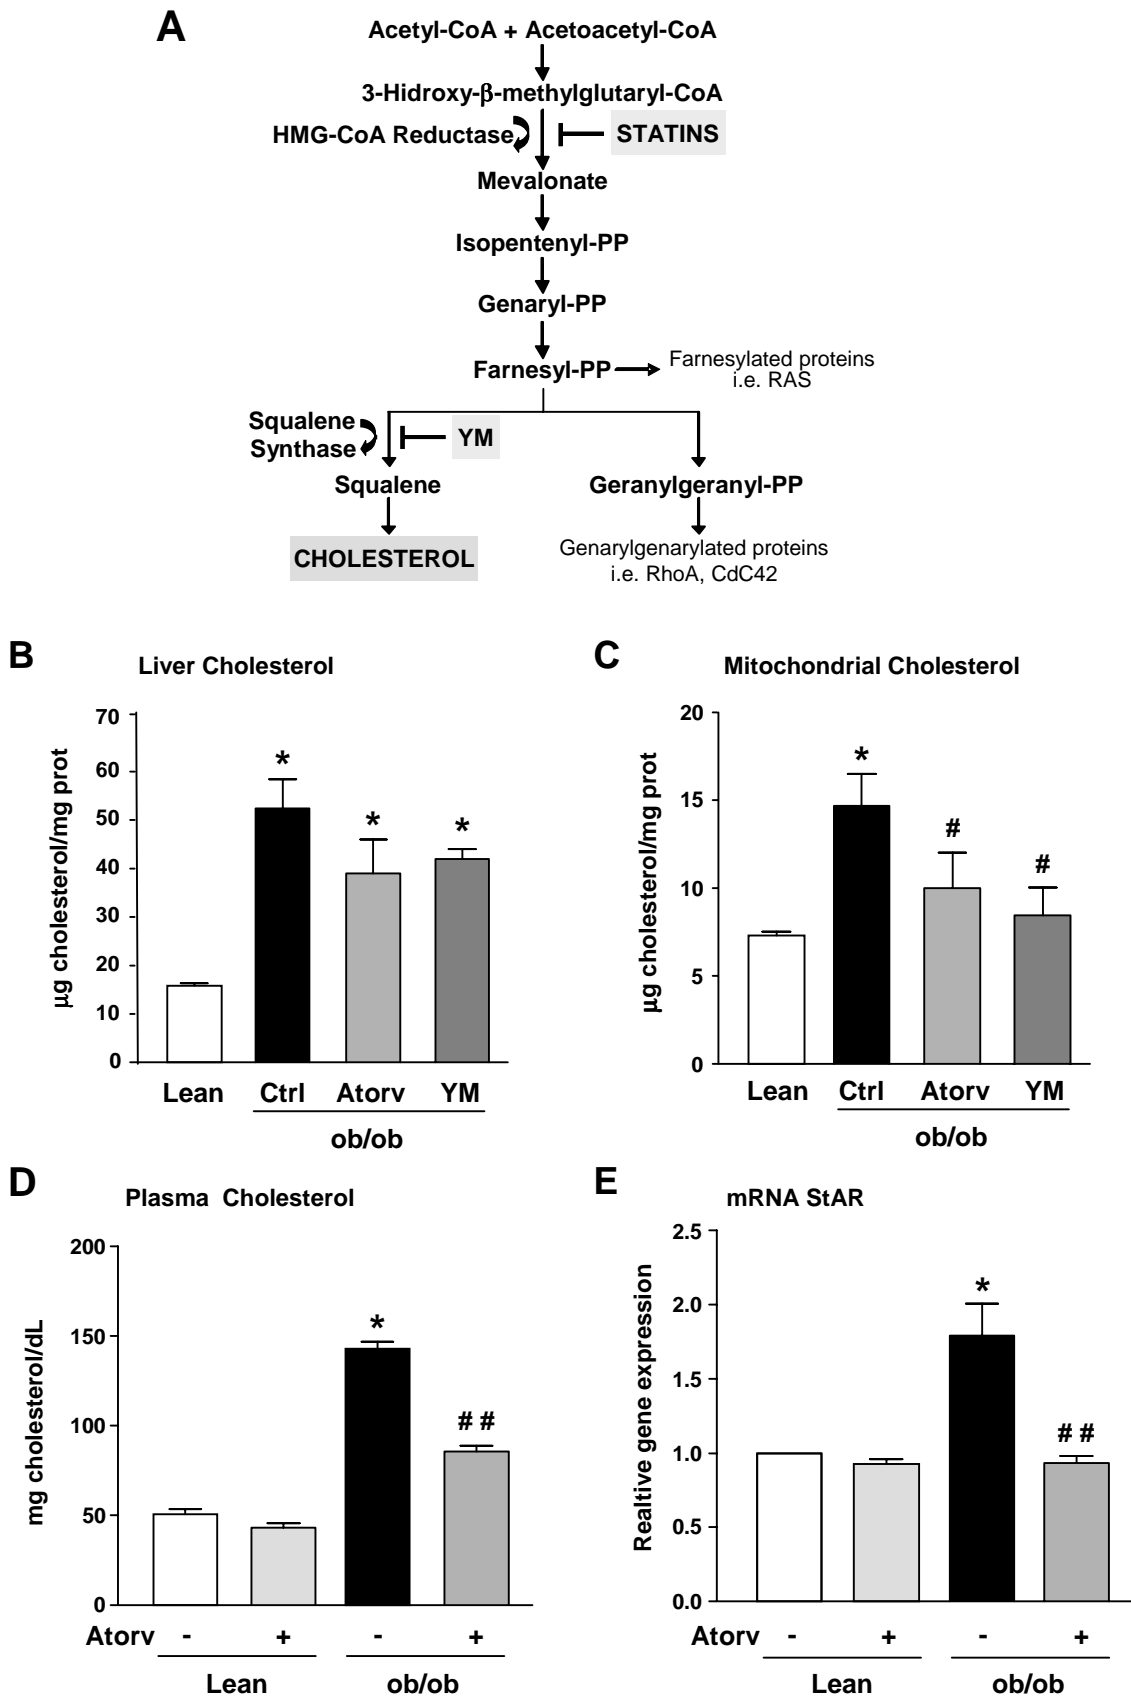 A
Acetyl-CoA + Acetoacetyl-CoA
3-Hidroxy-β-methylglutaryl-CoA
HMG-CoA Reductase
STATINS
Mevalonate
Isopentenyl-PP
Genaryl-PP
Farnesyl-PP
Farnesylated proteins
i.e. RAS
Squalene
Synthase
YM
Squalene
Geranylgeranyl-PP
CHOLESTEROL
Genarylgenarylated proteins
i.e. RhoA, CdC42
B
Liver Cholesterol
µg cholesterol/mg prot
70
60
50
40
30
20
10
0
*
*
*
Lean
Ctrl
Atorv
YM
ob/ob
C
Mitochondrial Cholesterol
µg cholesterol/mg prot
20
15
10
5
0
*
#
#
Lean
Ctrl
Atorv
YM
ob/ob
D
Plasma Cholesterol
mg cholesterol/dL
200
150
100
50
0
*
# #
Atorv - + - +
Lean
ob/ob
E
mRNA StAR
Realtive gene expression
2.5
2.0
1.5
1.0
0.5
0.0
*
# #
Atorv - + - +
Lean
ob/ob